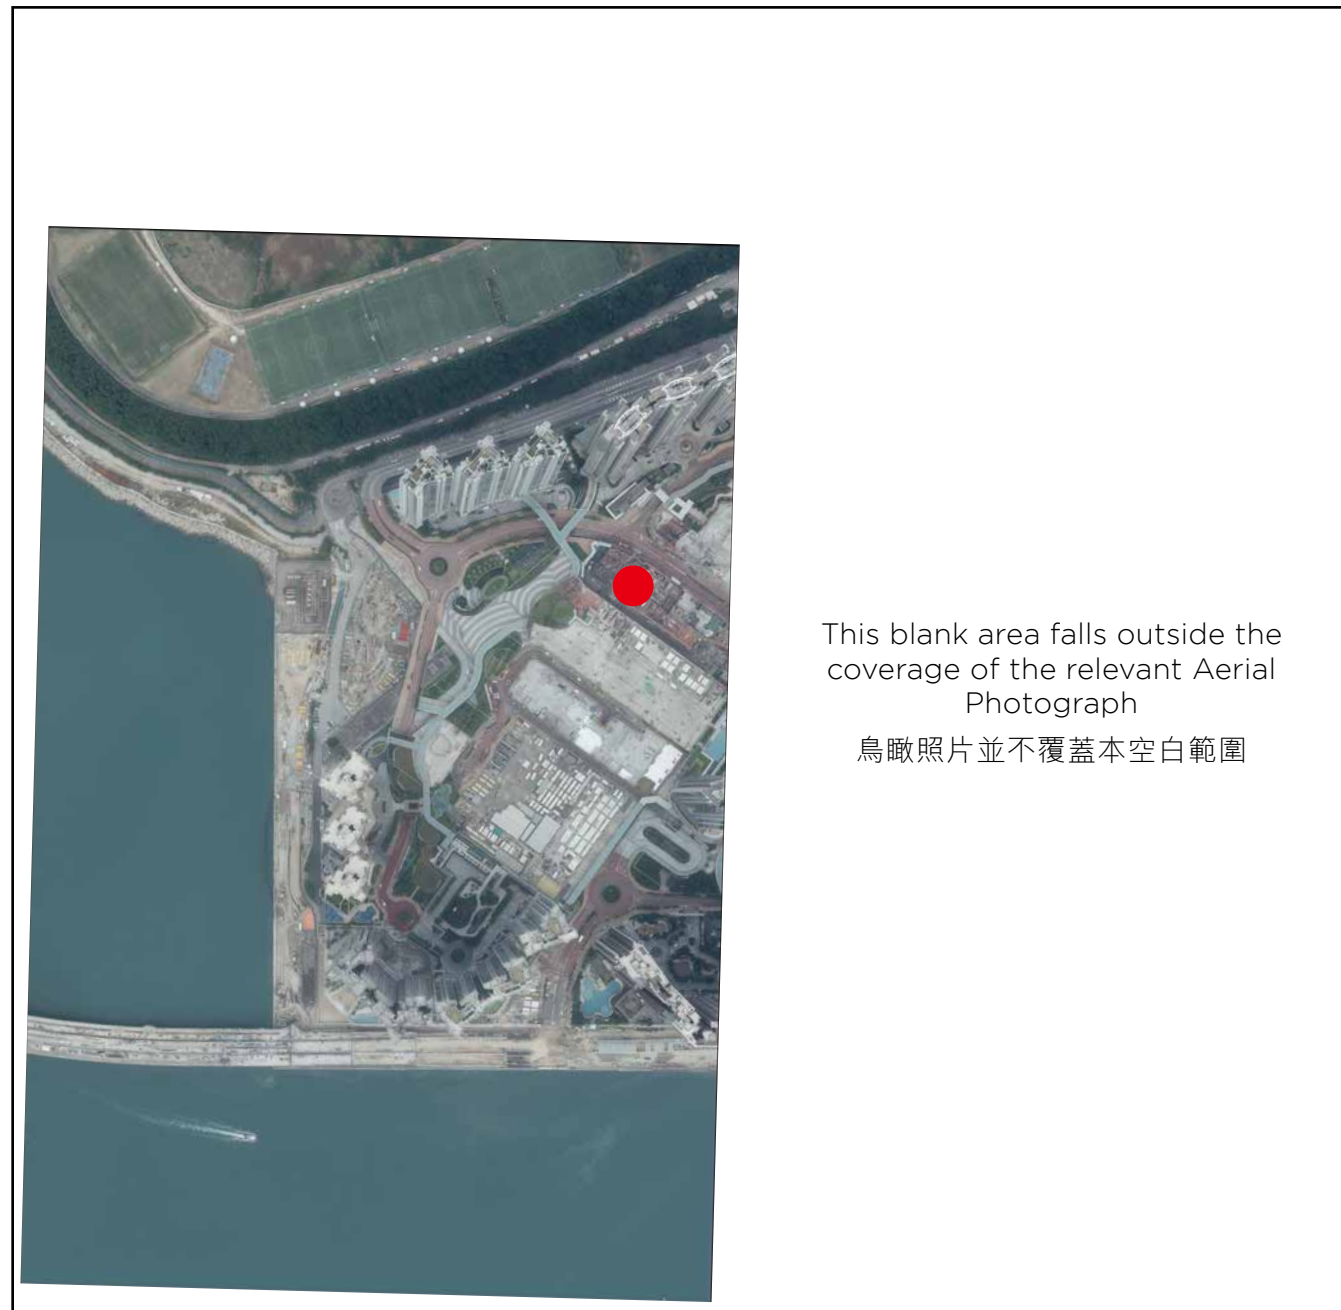 This blank area falls outside the
coverage of the relevant Aerial
Photograph
鳥瞰照片並不覆蓋本空白範圍